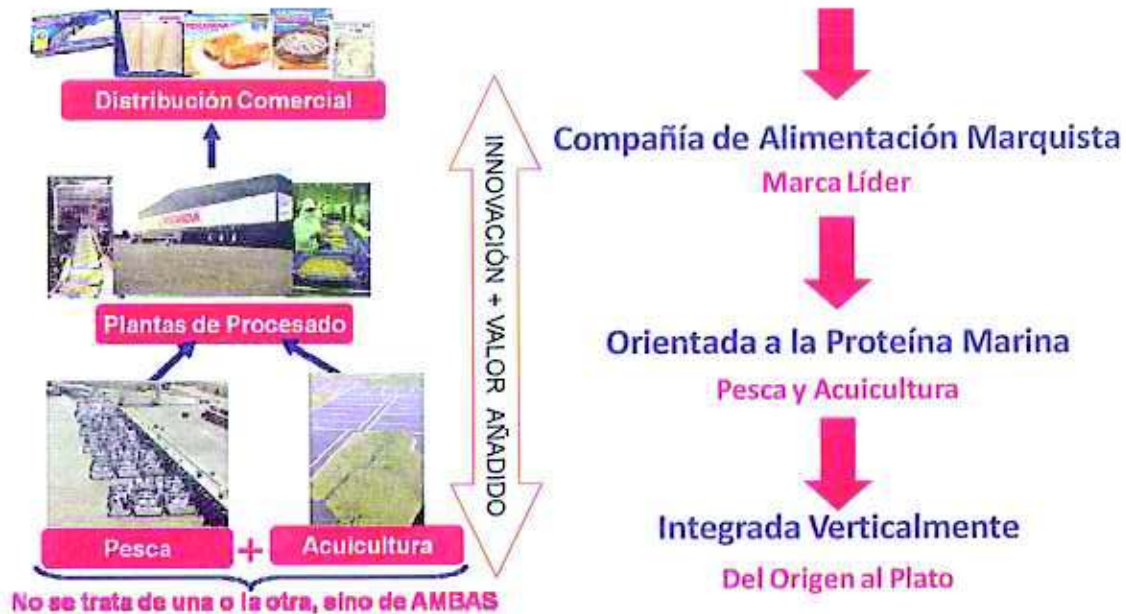 Distribución Comercial
Plantas de Procesado
Pesca
+
Acuicultura
No se trata de una o la otra, sino de AMBAS
INNOVACIÓN + VALOR AÑADIDO
Compañía de Alimentación Marquista
Marca Líder
Orientada a la Proteína Marina
Pesca y Acuicultura
Integrada Verticalmente
Del Origen al Plato